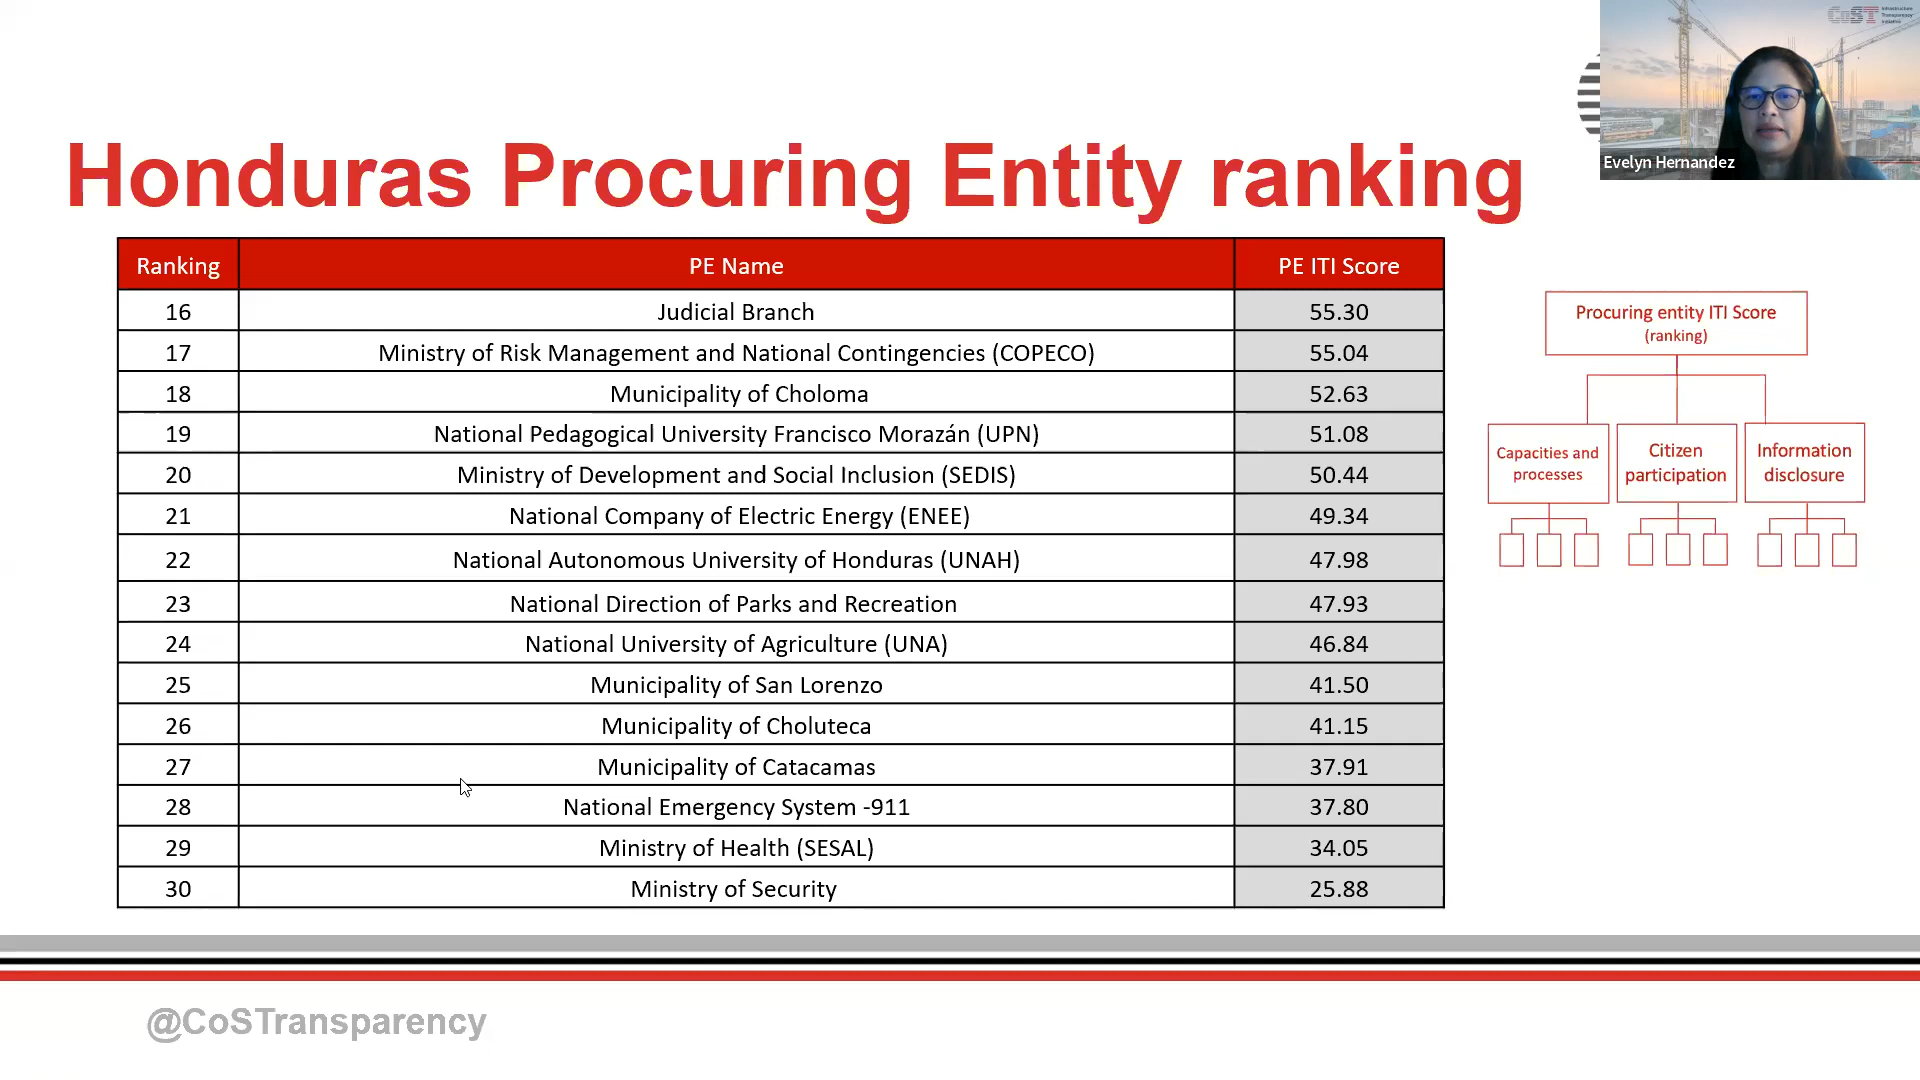 CoST Infrastructure
Transparency
Initiative
Evelyn Hernandez
Honduras Procuring Entity ranking
Ranking PE Name PE ITI Score
16 Judicial Branch 55.30
17 Ministry of Risk Management and National Contingencies (COPECO) 55.04
18 Municipality of Choloma 52.63
19 National Pedagogical University Francisco Morazán (UPN) 51.08
20 Ministry of Development and Social Inclusion (SEDIS) 50.44
21 National Company of Electric Energy (ENEE) 49.34
22 National Autonomous University of Honduras (UNAH) 47.98
23 National Direction of Parks and Recreation 47.93
24 National University of Agriculture (UNA) 46.84
25 Municipality of San Lorenzo 41.50
26 Municipality of Choluteca 41.15
27 Municipality of Catacamas 37.91
28 National Emergency System -911 37.80
29 Ministry of Health (SESAL) 34.05
30 Ministry of Security 25.88
Procuring entity ITI Score
(ranking)
Capacities and
processes
Citizen
participation
Information
disclosure
@CoSTransparency